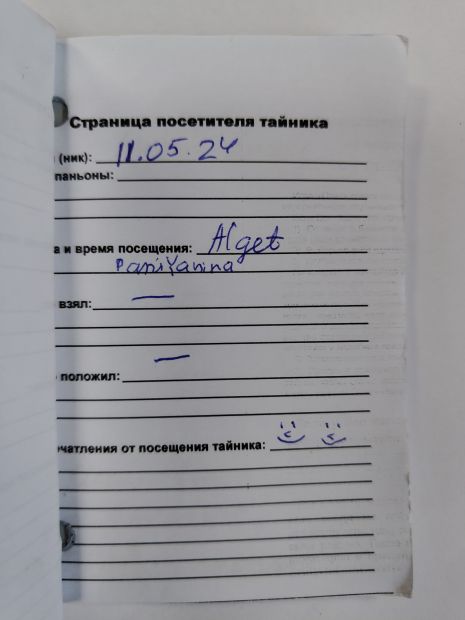 Страница посетителя тайника
(ник): 11.05.24
паньоны:
а и время посещения: Alget
PaniYanina
взял: —
положил: —
чатления от посещения тайника: